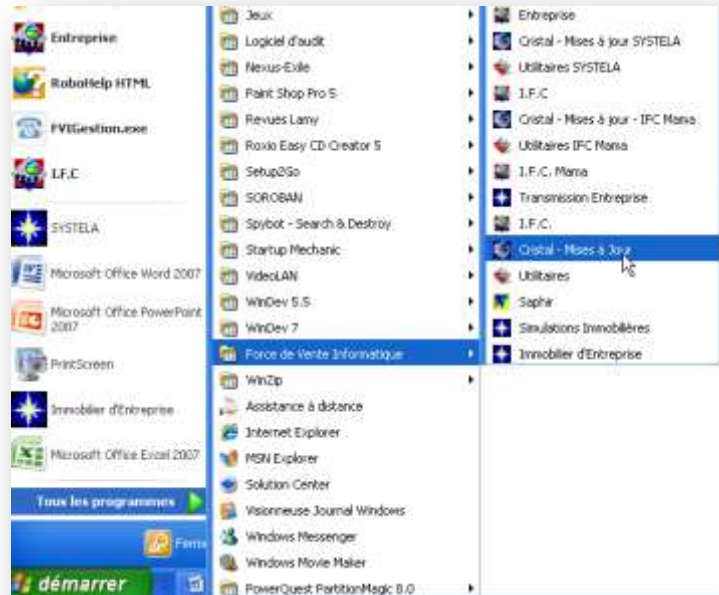 Entreprise
RoboHelp HTML
FVIGestion.exe
I.F.C
SYSTELA
Microsoft Office Word 2007
Microsoft Office PowerPoint
2007
PrintScreen
Immobilier d'Entreprise
Microsoft Office Excel 2007
Tous les programmes
Ferme
démarrer
Jeux
Logiciel d'audit
Nexus-Exile
Paint Shop Pro 5
Revues Lamy
Roxio Easy CD Creator 5
Setup2Go
SOROBAN
Spybot - Search & Destroy
Startup Mechanic
VideoLAN
WinDev 5.5
WinDev 7
Force de Vente Informatique
WinZip
Assistance à distance
Internet Explorer
MSN Explorer
Solution Center
Visionneuse Journal Windows
Windows Messenger
Windows Movie Maker
PowerQuest PartitionMagic 8.0
Entreprise
Cristal - Mises à jour SYSTELA
Utilitaires SYSTELA
I.F.C
Cristal - Mises à jour - IFC Mama
Utilitaires IFC Mama
I.F.C. Mama
Transmission Entreprise
I.F.C.
Cristal - Mises à Jour
Utilitaires
Saphir
Simulations Immobilières
Immobilier d'Entreprise